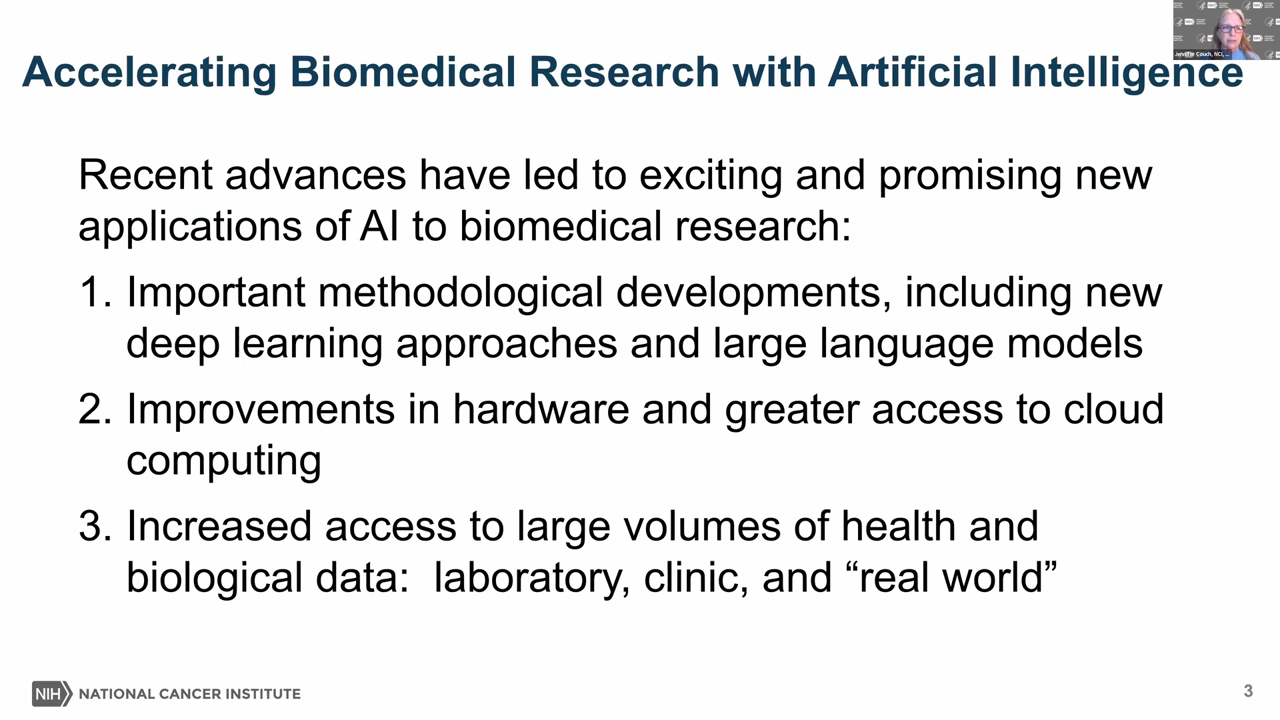 Jennifer Couch, NCI, ...
Accelerating Biomedical Research with Artificial Intelligence
Recent advances have led to exciting and promising new
applications of AI to biomedical research:
1. Important methodological developments, including new
deep learning approaches and large language models
2. Improvements in hardware and greater access to cloud
computing
3. Increased access to large volumes of health and
biological data:  laboratory, clinic, and “real world”
NIH NATIONAL CANCER INSTITUTE
3